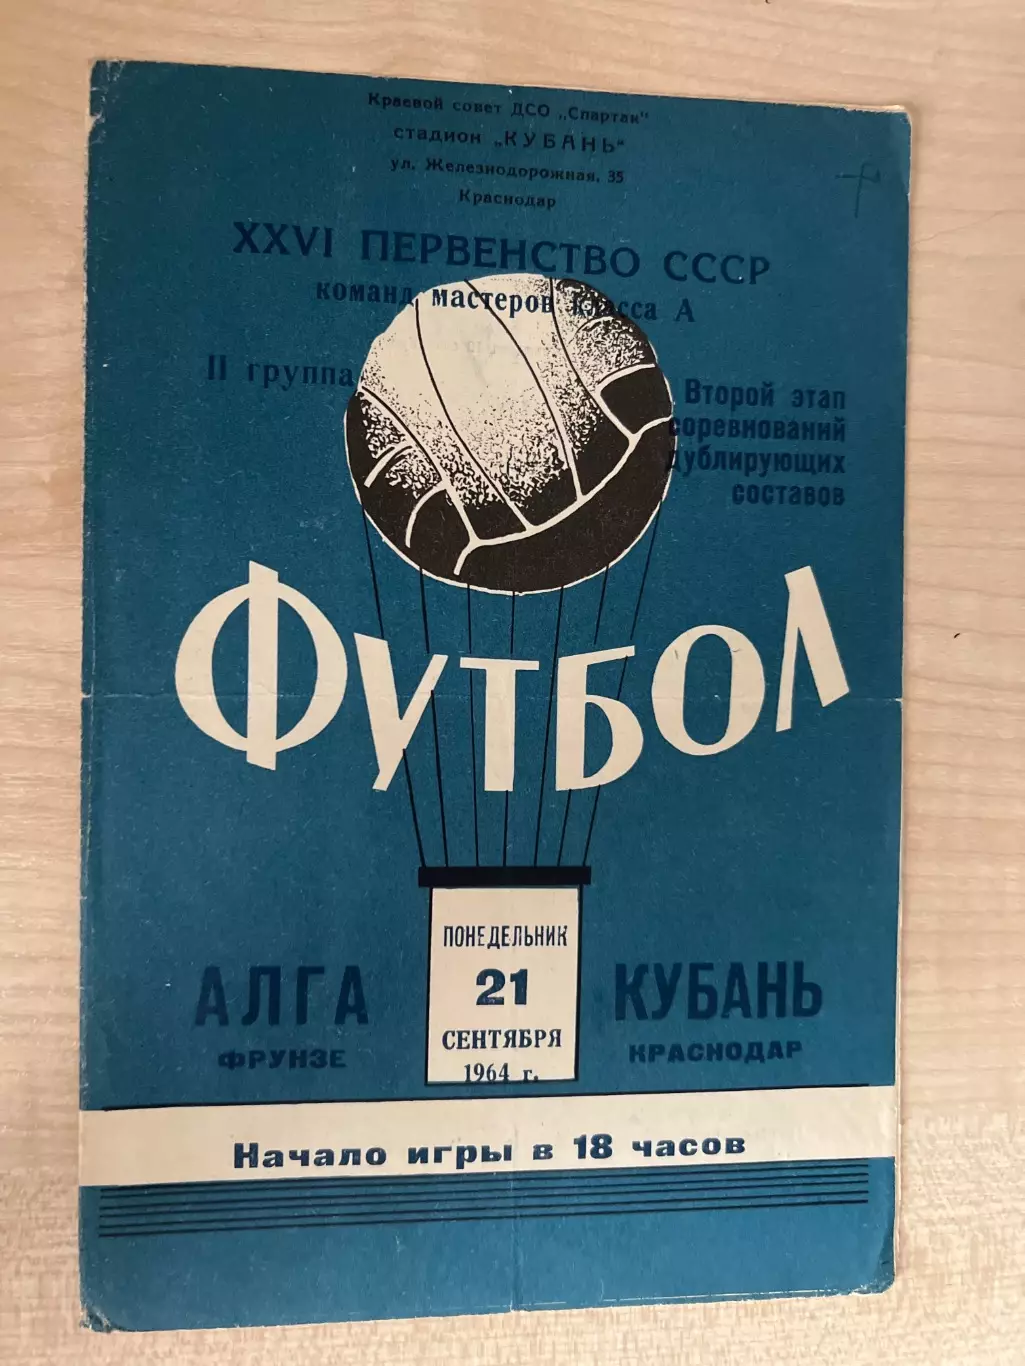 Краевой совет ДСО „Спартак"
стадион „КУБАНЬ"
ул. Железнодорожная, 35
Краснодар
XXVI ПЕРВЕНСТВО СССР
команд мастеров класса А
II группа
Второй этап
соревнований
дублирующих
составов
ФУТБОЛ
ПОНЕДЕЛЬНИК
21
СЕНТЯБРЯ
1964 г.
АЛГА
ФРУНЗЕ
КУБАНЬ
КРАСНОДАР
Начало игры в 18 часов